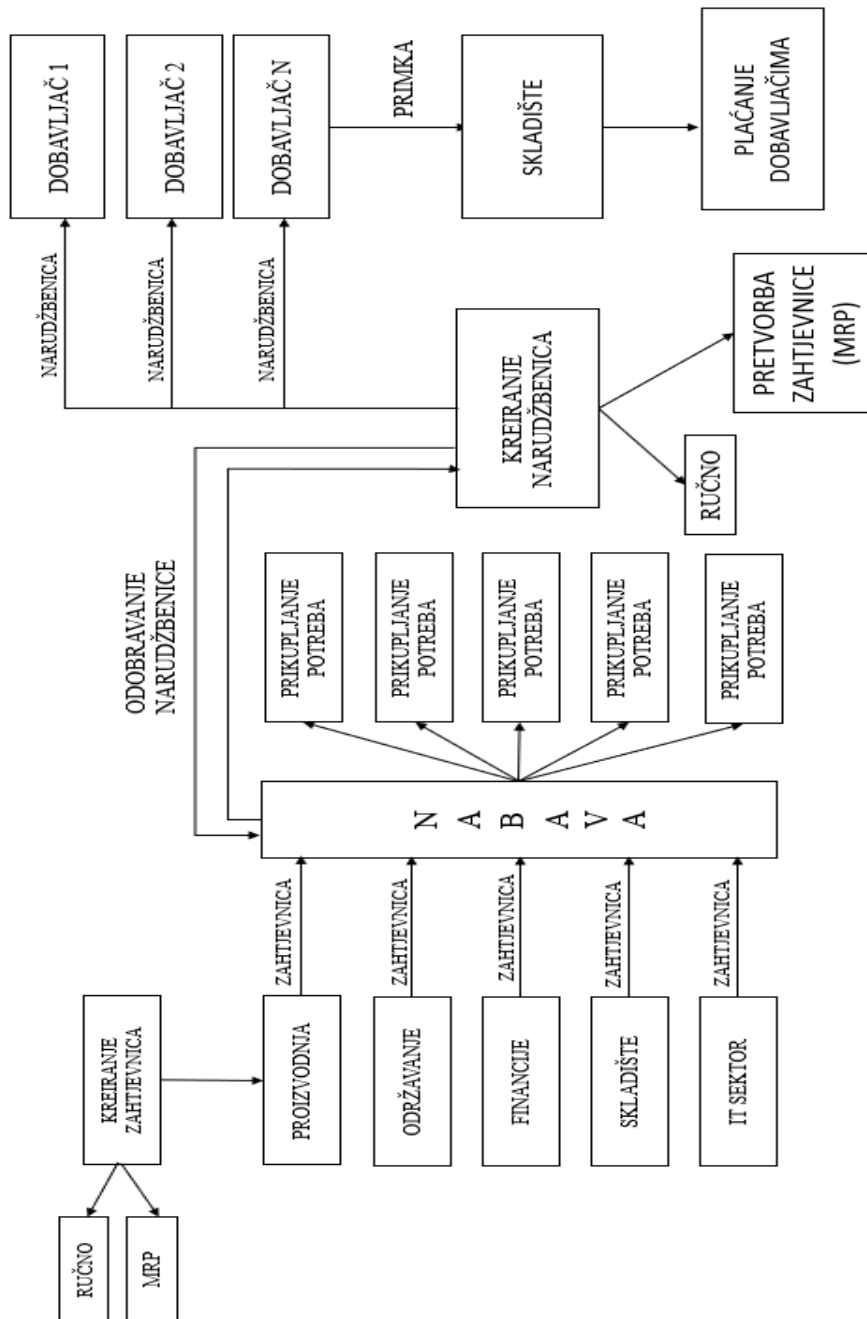 RUČNO
MRP
KREIRANJE
ZAHTJEVNICA
PROIZVODNJA
ODRŽAVANJE
FINANCIJE
SKLADIŠTE
IT SEKTOR
ZAHTJEVNICA
ZAHTJEVNICA
ZAHTJEVNICA
ZAHTJEVNICA
ZAHTJEVNICA
N A B A V A
ODOBRAVANJE
NARUDŽBENICE
PRIKUPLJANJE
POTREBA
PRIKUPLJANJE
POTREBA
PRIKUPLJANJE
POTREBA
PRIKUPLJANJE
POTREBA
PRIKUPLJANJE
POTREBA
KREIRANJE
NARUDŽBENICA
RUČNO
PRETVORBA
ZAHTJEVNICE
(MRP)
NARUDŽBENICA
NARUDŽBENICA
NARUDŽBENICA
DOBAVLJAČ 1
DOBAVLJAČ 2
DOBAVLJAČ N
PRIMKA
SKLADIŠTE
PLAĆANJE
DOBAVLJAČIMA